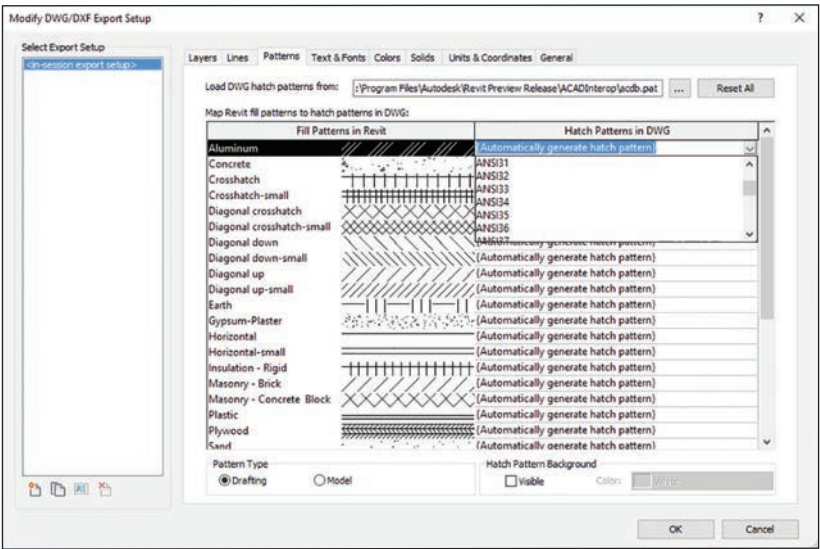 Modify DWG/DXF Export Setup
Select Export Setup
<in-session export setup>
Layers Lines Patterns Text & Fonts Colors Solids Units & Coordinates General
Load DWG hatch patterns from: :\Program Files\Autodesk\Revit Preview Release\ACADInterop\acdb.pat ... Reset All
Map Revit fill patterns to hatch patterns in DWG:
Fill Patterns in Revit Hatch Patterns in DWG
Aluminum {Automatically generate hatch pattern}
Concrete ANSI31
Crosshatch ANSI32
Crosshatch-small ANSI33
ANSI34
Diagonal crosshatch ANSI35
Diagonal crosshatch-small ANSI36
Diagonal down ANSI37 {Automatically generate hatch pattern}
Diagonal down-small {Automatically generate hatch pattern}
Diagonal up {Automatically generate hatch pattern}
Diagonal up-small {Automatically generate hatch pattern}
Earth {Automatically generate hatch pattern}
Gypsum-Plaster {Automatically generate hatch pattern}
Horizontal {Automatically generate hatch pattern}
Horizontal-small {Automatically generate hatch pattern}
Insulation - Rigid {Automatically generate hatch pattern}
Masonry - Brick {Automatically generate hatch pattern}
Masonry - Concrete Block {Automatically generate hatch pattern}
Plastic {Automatically generate hatch pattern}
Plywood {Automatically generate hatch pattern}
Sand {Automatically generate hatch pattern}
Pattern Type Hatch Pattern Background
Drafting Model Visible Color: White
OK Cancel